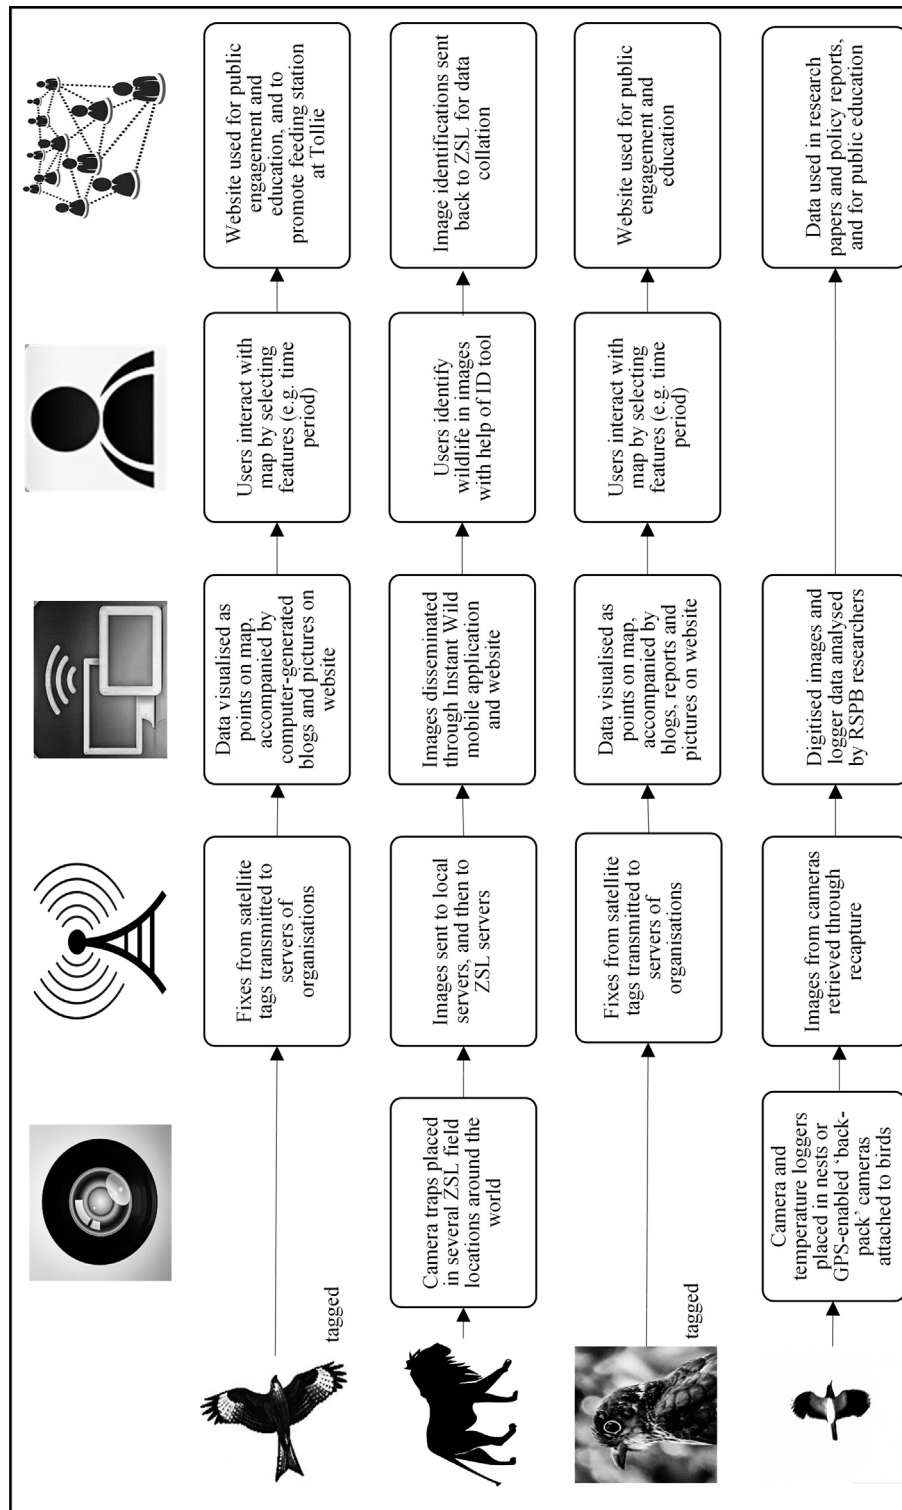 tagged
Fixes from satellite
tags transmitted to
servers of
organisations
Data visualised as
points on map,
accompanied by
computer-generated
blogs and pictures on
website
Users interact with
map by selecting
features (e.g. time
period)
Website used for public
engagement and
education, and to
promote feeding station
at Tollie
Camera traps placed
in several ZSL field
locations around the
world
Images sent to local
servers, and then to
ZSL servers
Images disseminated
through Instant Wild
mobile application
and website
Users identify
wildlife in images
with help of ID tool
Image identifications sent
back to ZSL for data
collation
tagged
Fixes from satellite
tags transmitted to
servers of
organisations
Data visualised as
points on map,
accompanied by
blogs, reports and
pictures on website
Users interact with
map by selecting
features (e.g. time
period)
Website used for public
engagement and
education
Camera and
temperature loggers
placed in nests or
GPS-enabled ‘back-
pack’ cameras
attached to birds
Images from cameras
retrieved through
recapture
Digitised images and
logger data analysed
by RSPB researchers
Data used in research
papers and policy reports,
and for public education